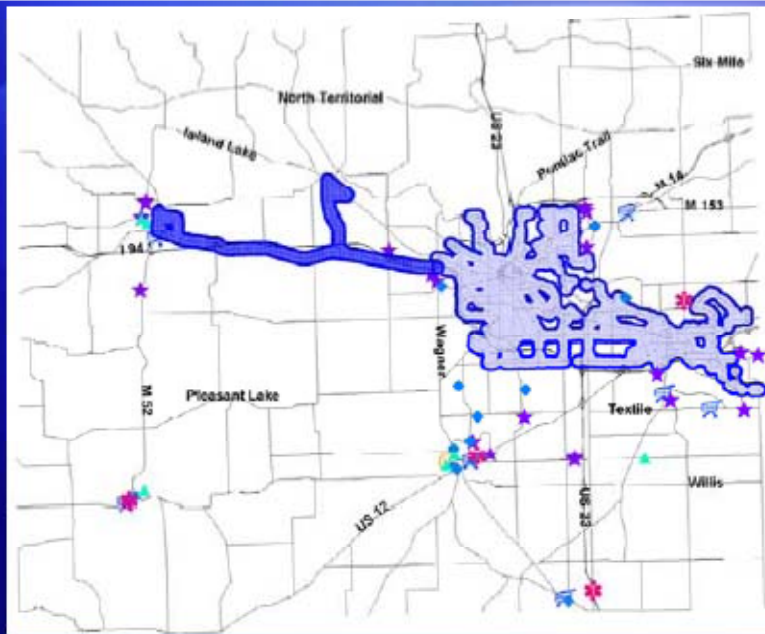 Six Mile
North Territorial
US-23
Island Lake
Pontiac Trail
M 14
M 153
I 94
Wagner
M 52
Pleasant Lake
Textile
Willis
US-12
US-23